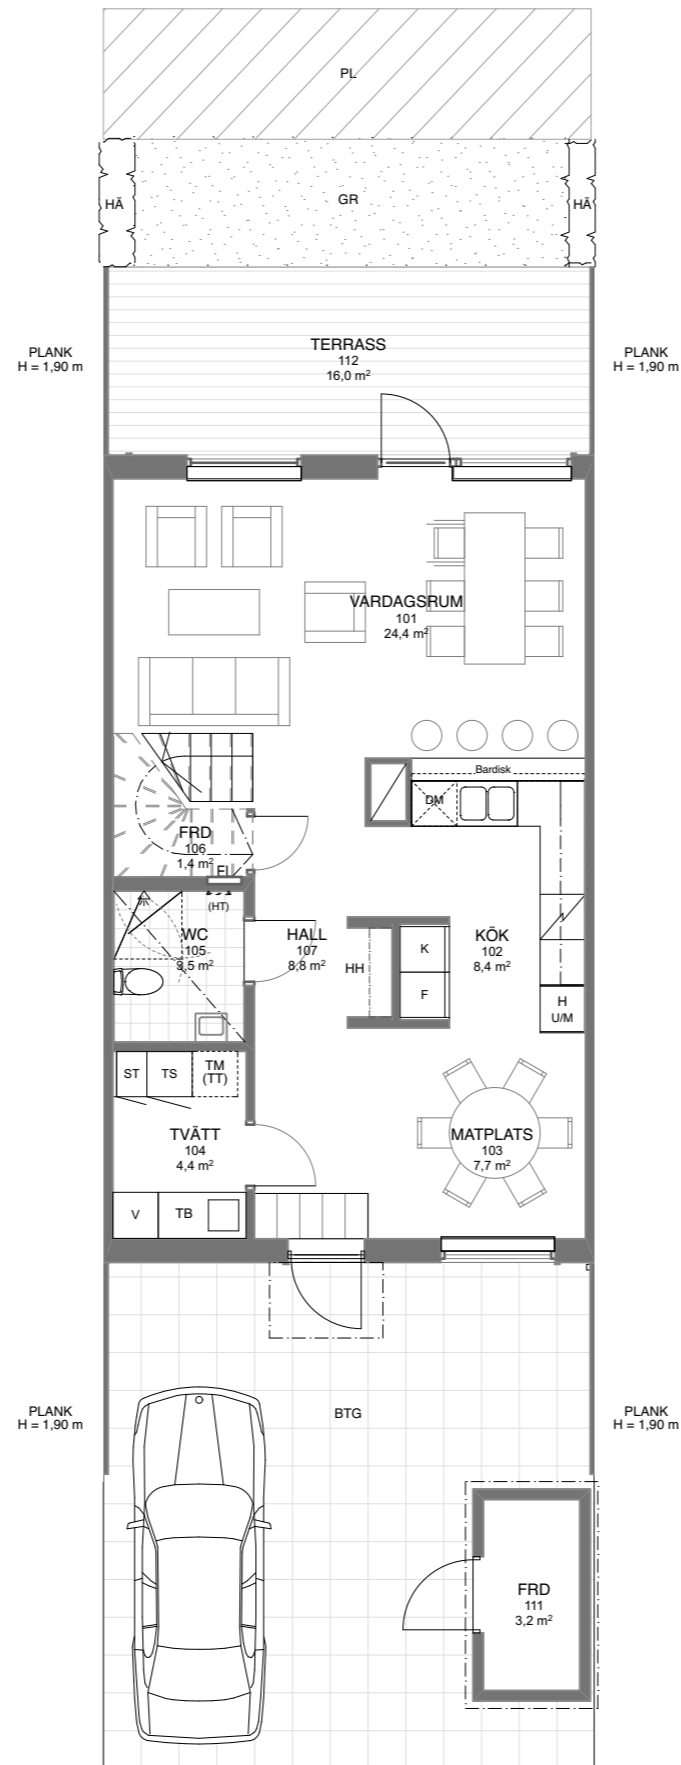 PL
HÄ
GR
HÄ
PLANK
H = 1,90 m
TERRASS
112
16,0 m²
PLANK
H = 1,90 m
VARDAGSRUM
101
24,4 m²
Bardisk
DM
FRD
106
1,4 m²
EL
(HT)
WC
105
3,5 m²
HALL
107
8,8 m²
HH
K
F
KÖK
102
8,4 m²
H
U/M
ST
TS
TM
(TT)
TVÄTT
104
4,4 m²
V
TB
MATPLATS
103
7,7 m²
PLANK
H = 1,90 m
BTG
PLANK
H = 1,90 m
FRD
111
3,2 m²